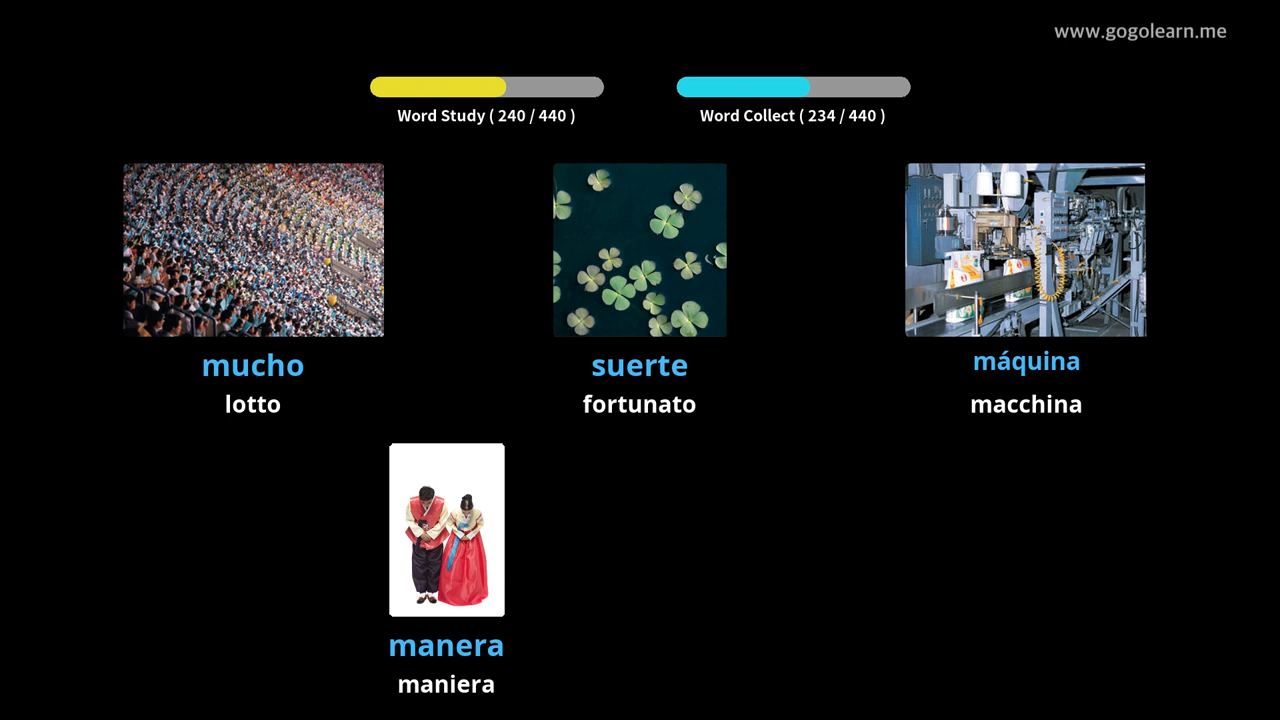 www.gogolearn.me
Word Study ( 240 / 440 )
Word Collect ( 234 / 440 )
mucho
lotto
suerte
fortunato
máquina
macchina
manera
maniera